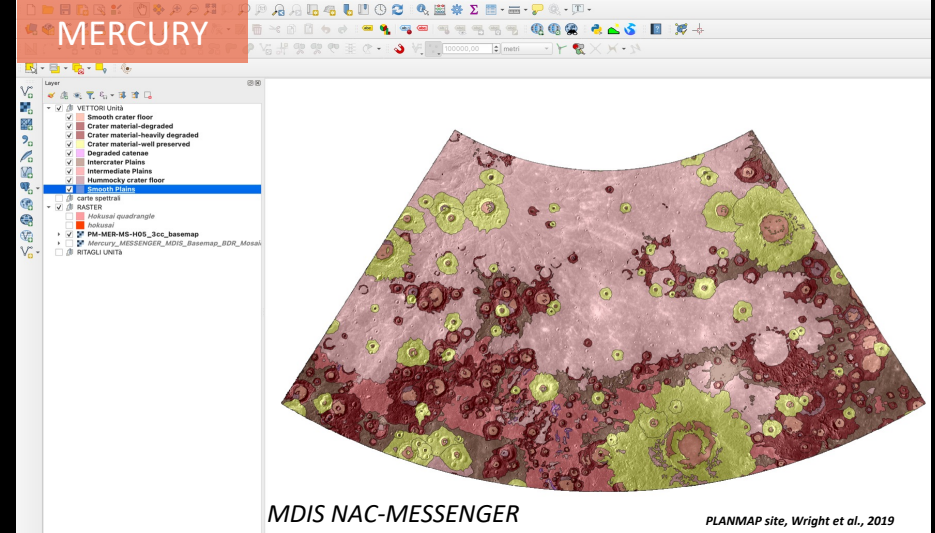 MERCURY
100000,00
metri
Layer
VETTORI Unità
Smooth crater floor
Crater material-degraded
Crater material-heavily degraded
Crater material-well preserved
Degraded catenae
Intercrater Plains
Intermediate Plains
Hummocky crater floor
Smooth Plains
carte spettrali
RASTER
Hokusai quadrangle
hokusai
PM-MER-MS-H05_3cc_basemap
Mercury_MESSENGER_MDIS_Basemap_BDR_Mosai
RITAGLI UNITà
MDIS NAC-MESSENGER
PLANMAP site, Wright et al., 2019